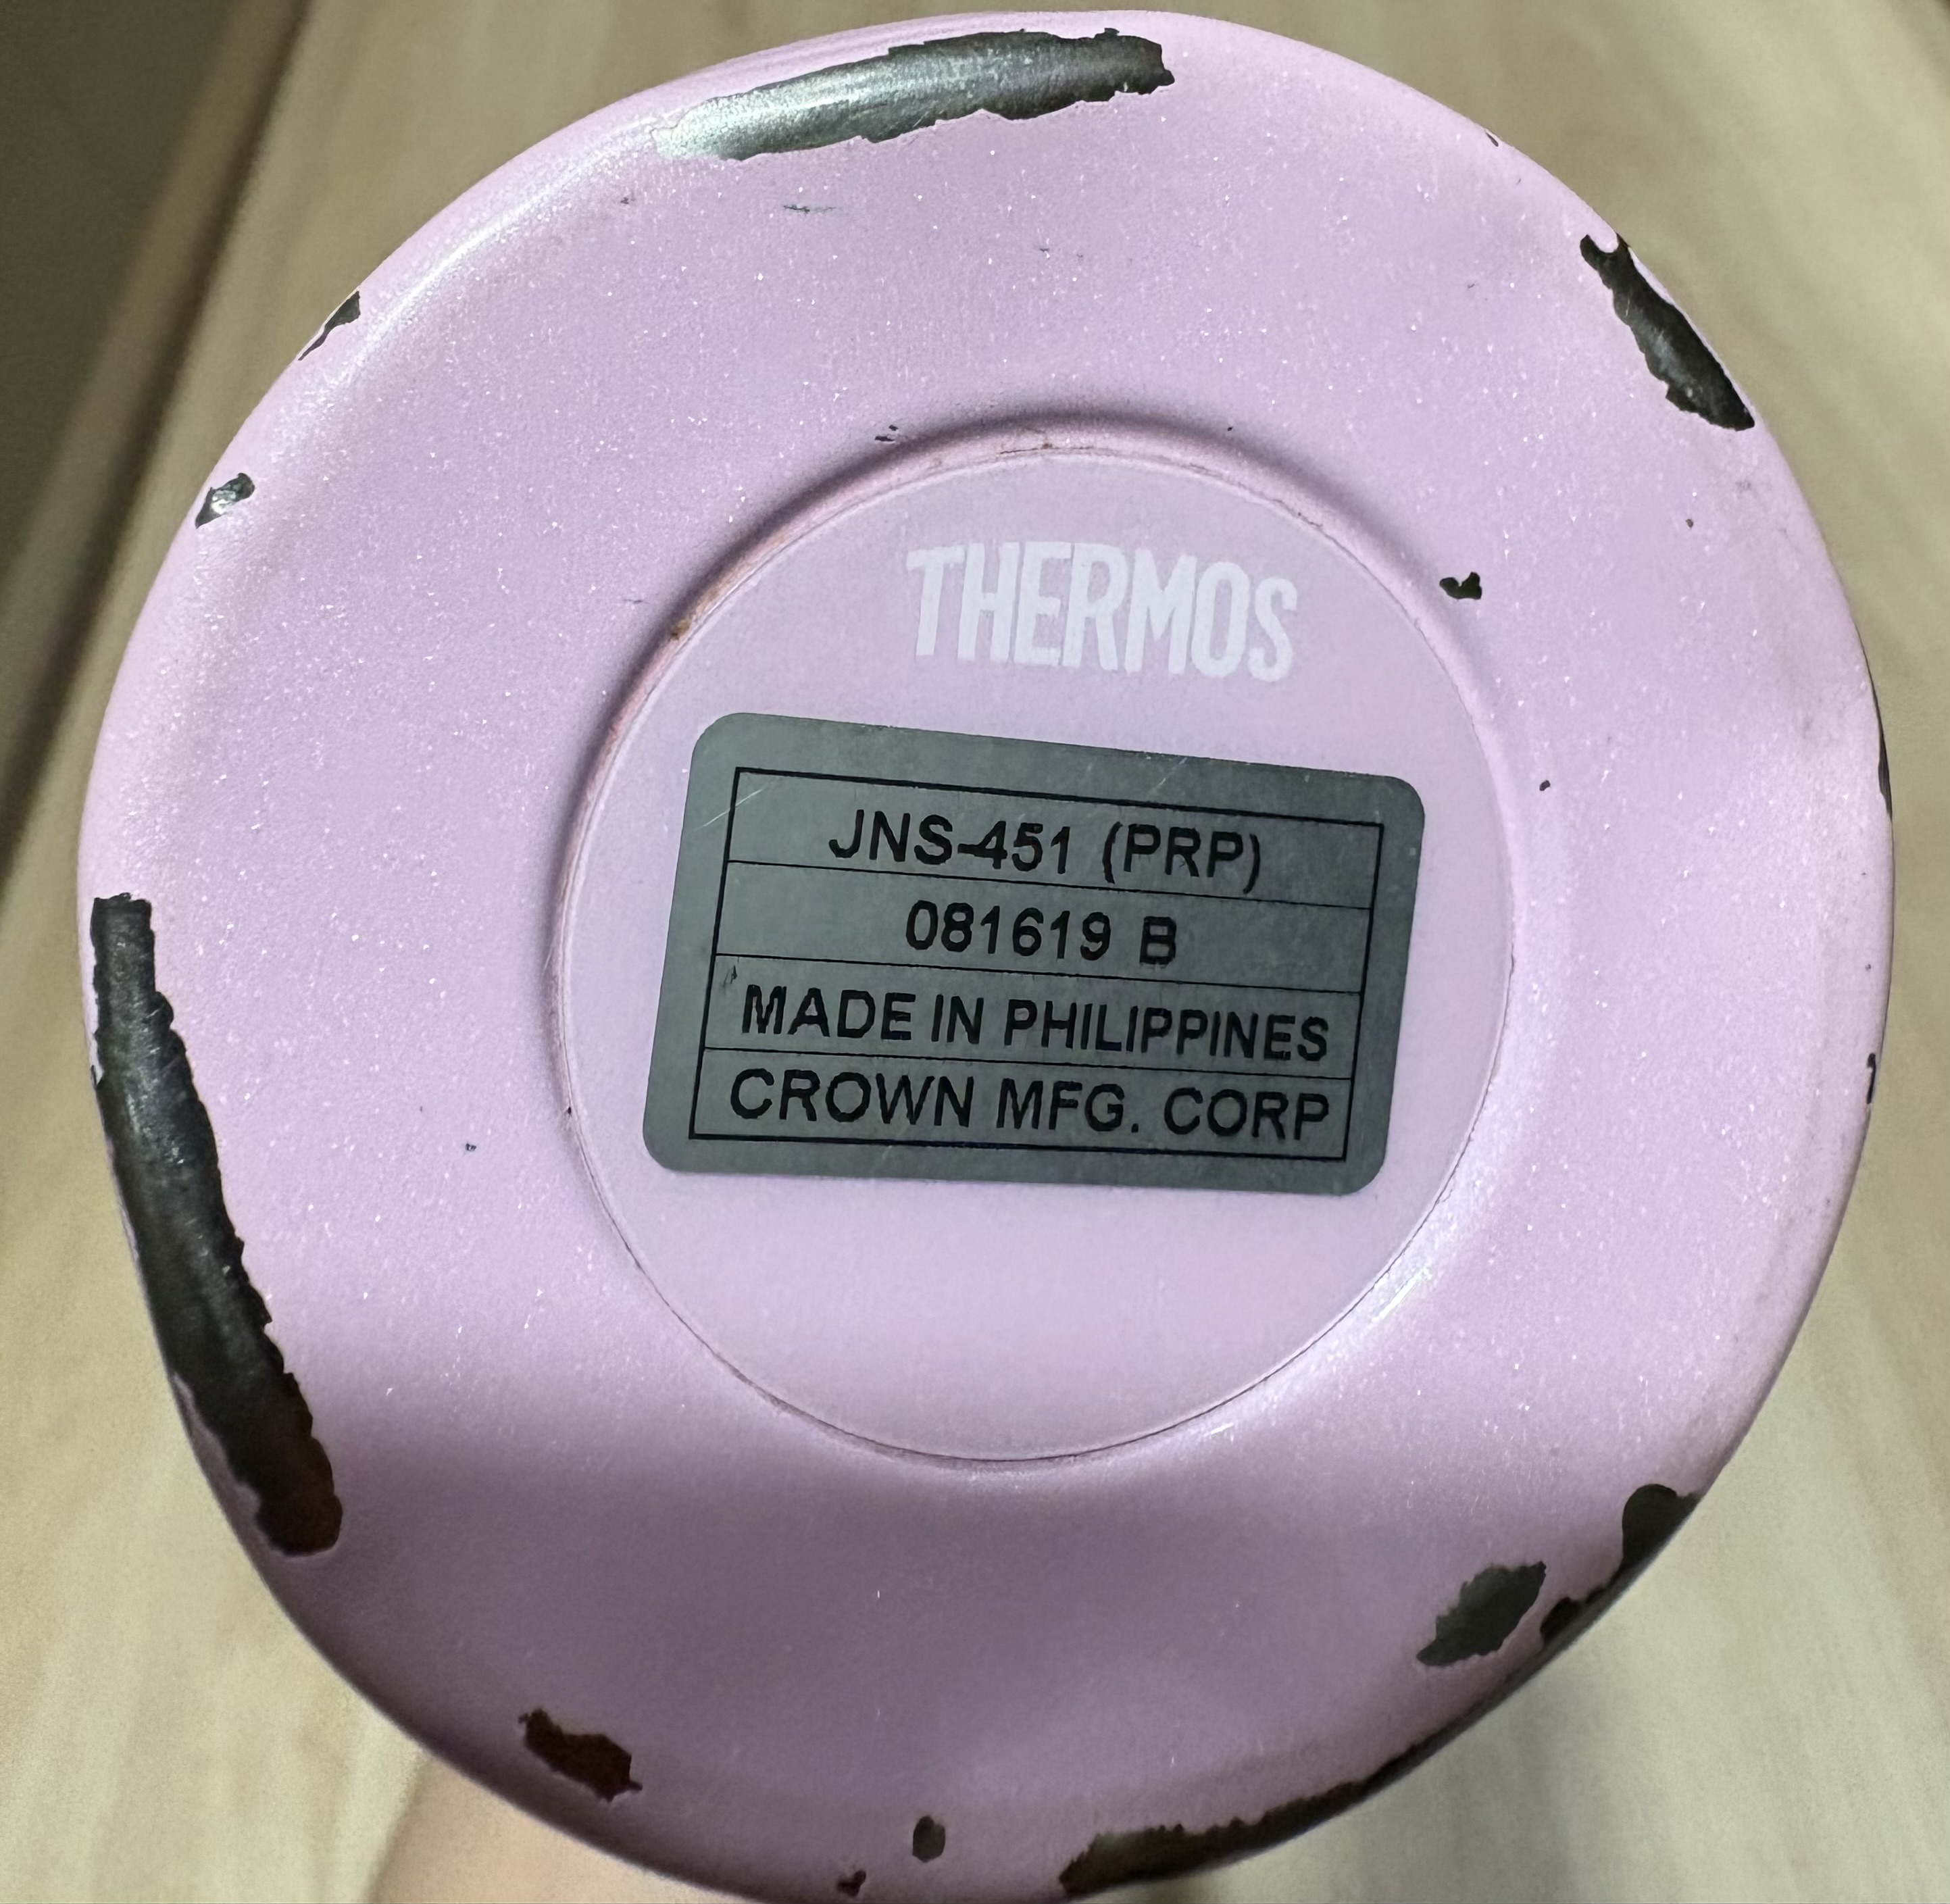 THERMOS
JNS-451 (PRP)
081619 B
MADE IN PHILIPPINES
CROWN MFG. CORP